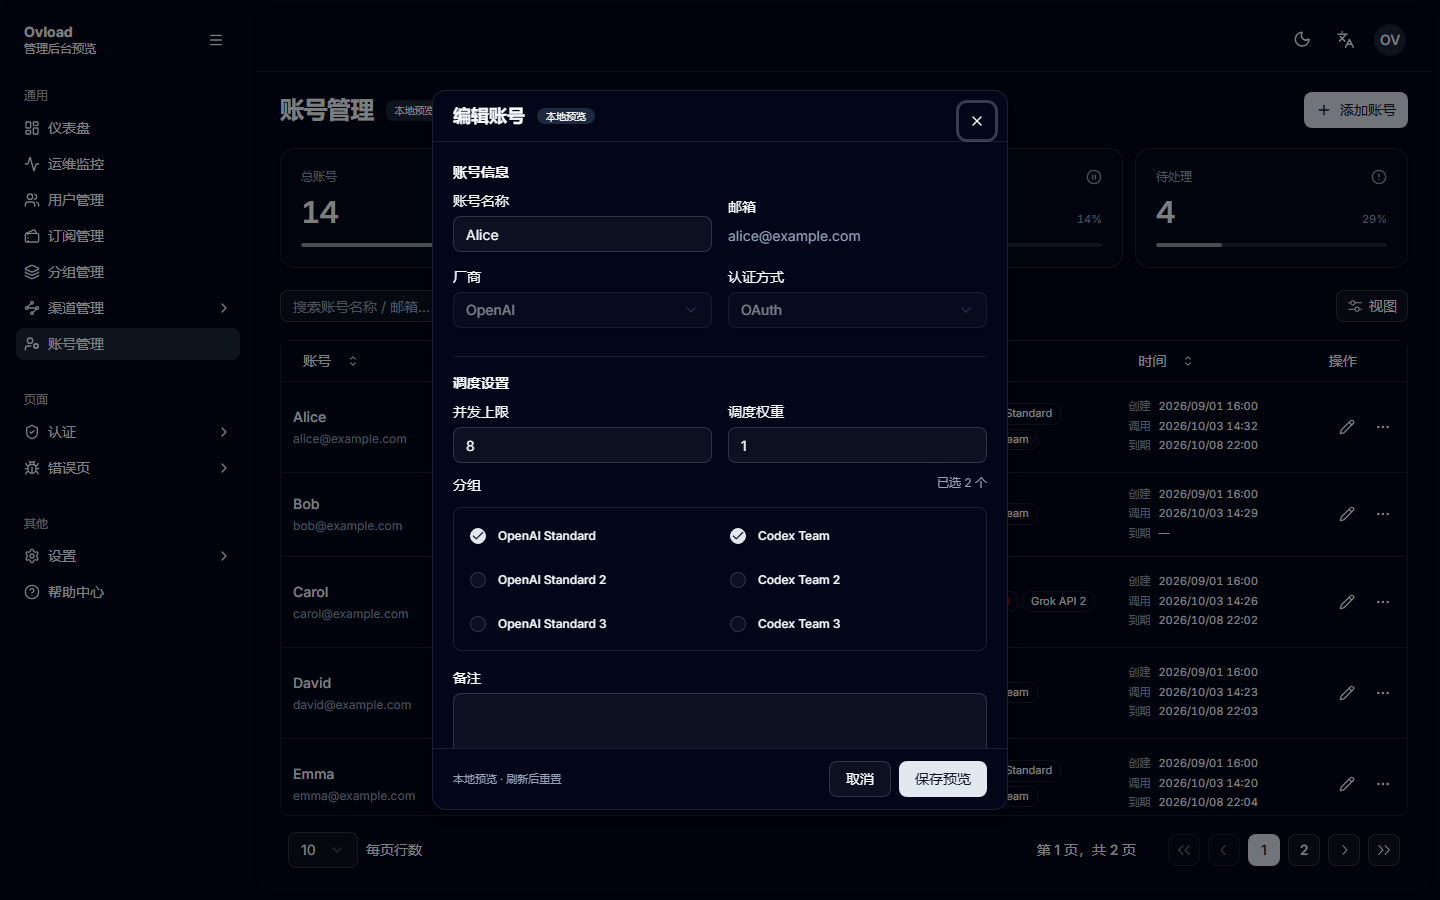 Ovload
管理后台预览
OV
通用
仪表盘
运维监控
用户管理
订阅管理
分组管理
渠道管理
账号管理
页面
认证
错误页
其他
设置
帮助中心
账号管理
本地预览
添加账号
总账号
14
14%
待处理
4
29%
搜索账号名称 / 邮箱...
视图
账号
时间
操作
Alice
alice@example.com
Standard
eam
创建 2026/09/01 16:00
调用 2026/10/03 14:32
到期 2026/10/08 22:00
Bob
bob@example.com
eam
创建 2026/09/01 16:00
调用 2026/10/03 14:29
到期 —
Carol
carol@example.com
Grok API 2
创建 2026/09/01 16:00
调用 2026/10/03 14:26
到期 2026/10/08 22:02
David
david@example.com
eam
创建 2026/09/01 16:00
调用 2026/10/03 14:23
到期 2026/10/08 22:03
Emma
emma@example.com
Standard
eam
创建 2026/09/01 16:00
调用 2026/10/03 14:20
到期 2026/10/08 22:04
10
每页行数
第 1 页，共 2 页
1
2
编辑账号
本地预览
账号信息
账号名称
Alice
邮箱
alice@example.com
厂商
OpenAI
认证方式
OAuth
调度设置
并发上限
8
调度权重
1
分组
已选 2 个
OpenAI Standard
Codex Team
OpenAI Standard 2
Codex Team 2
OpenAI Standard 3
Codex Team 3
备注
本地预览 · 刷新后重置
取消
保存预览